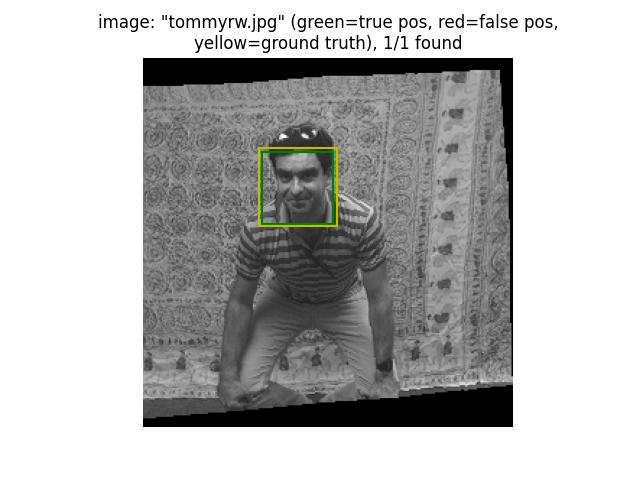 image: "tommyrw.jpg" (green=true pos, red=false pos,
yellow=ground truth), 1/1 found